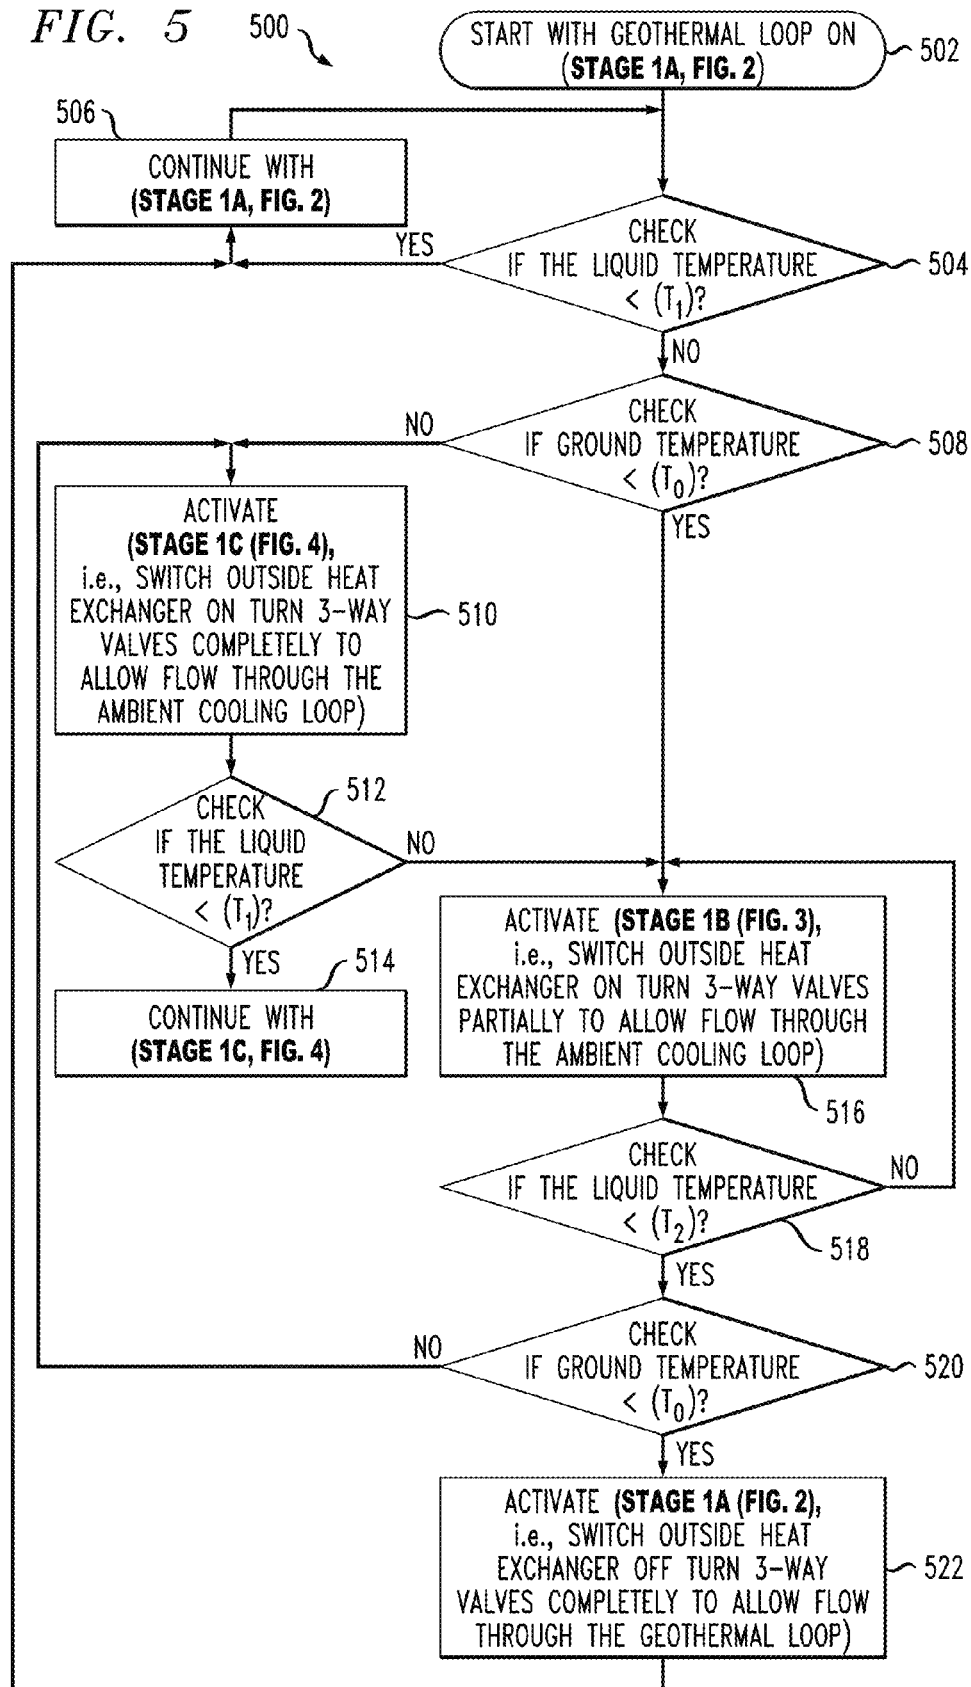 FIG. 5
500
START WITH GEOTHERMAL LOOP ON
(STAGE 1A, FIG. 2)
502
506
CONTINUE WITH
(STAGE 1A, FIG. 2)
YES
CHECK
IF THE LIQUID TEMPERATURE
< (T1)?
504
NO
CHECK
IF GROUND TEMPERATURE
< (T0)?
508
NO
YES
ACTIVATE
(STAGE 1C (FIG. 4),
i.e., SWITCH OUTSIDE HEAT
EXCHANGER ON TURN 3-WAY
VALVES COMPLETELY TO
ALLOW FLOW THROUGH THE
AMBIENT COOLING LOOP)
510
CHECK
IF THE LIQUID
TEMPERATURE
< (T1)?
512
NO
YES
514
CONTINUE WITH
(STAGE 1C, FIG. 4)
ACTIVATE (STAGE 1B (FIG. 3),
i.e., SWITCH OUTSIDE HEAT
EXCHANGER ON TURN 3-WAY VALVES
PARTIALLY TO ALLOW FLOW THROUGH
THE AMBIENT COOLING LOOP)
516
CHECK
IF THE LIQUID TEMPERATURE
< (T2)?
NO
518
YES
CHECK
IF GROUND TEMPERATURE
< (T0)?
NO
520
YES
ACTIVATE (STAGE 1A (FIG. 2),
i.e., SWITCH OUTSIDE HEAT
EXCHANGER OFF TURN 3-WAY
VALVES COMPLETELY TO ALLOW FLOW
THROUGH THE GEOTHERMAL LOOP)
522